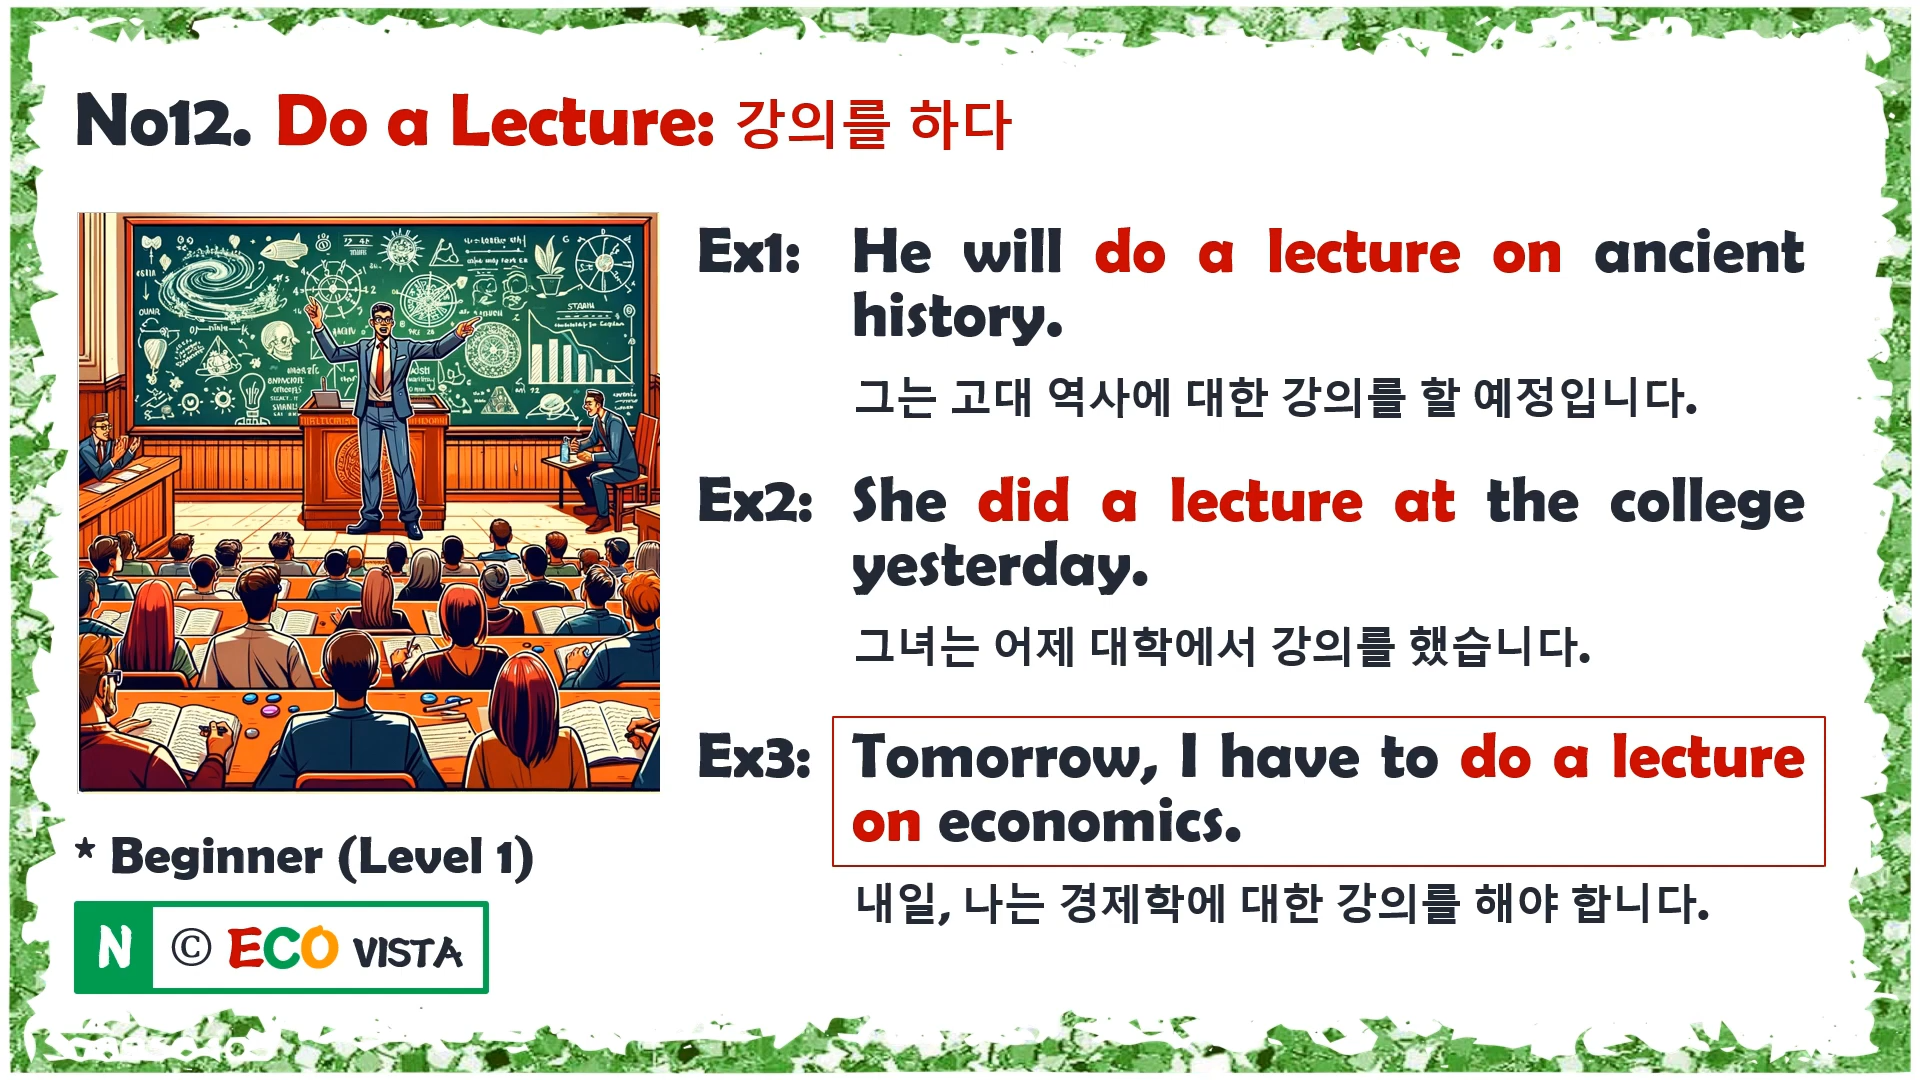 No12. Do a Lecture: 강의를 하다
Ex1: He will do a lecture on ancient
history.
그는 고대 역사에 대한 강의를 할 예정입니다.
Ex2: She did a lecture at the college
yesterday.
그녀는 어제 대학에서 강의를 했습니다.
Ex3: Tomorrow, I have to do a lecture
on economics.
내일, 나는 경제학에 대한 강의를 해야 합니다.
* Beginner (Level 1)
N © ECO VISTA